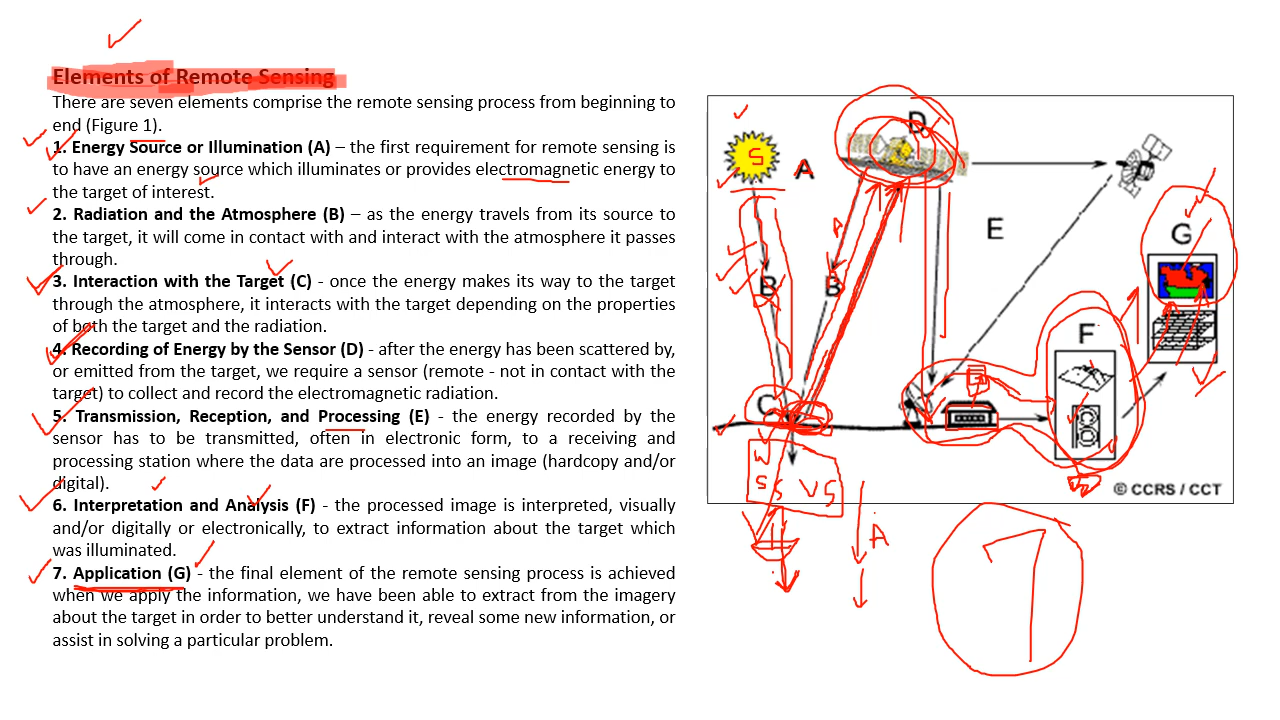 Elements of Remote Sensing
There are seven elements comprise the remote sensing process from beginning to
end (Figure 1).
1. Energy Source or Illumination (A) – the first requirement for remote sensing is
to have an energy source which illuminates or provides electromagnetic energy to
the target of interest.
2. Radiation and the Atmosphere (B) – as the energy travels from its source to
the target, it will come in contact with and interact with the atmosphere it passes
through.
3. Interaction with the Target (C) - once the energy makes its way to the target
through the atmosphere, it interacts with the target depending on the properties
of both the target and the radiation.
4. Recording of Energy by the Sensor (D) - after the energy has been scattered by,
or emitted from the target, we require a sensor (remote - not in contact with the
target) to collect and record the electromagnetic radiation.
5. Transmission, Reception, and Processing (E) - the energy recorded by the
sensor has to be transmitted, often in electronic form, to a receiving and
processing station where the data are processed into an image (hardcopy and/or
digital).
6. Interpretation and Analysis (F) - the processed image is interpreted, visually
and/or digitally or electronically, to extract information about the target which
was illuminated.
7. Application (G) - the final element of the remote sensing process is achieved
when we apply the information, we have been able to extract from the imagery
about the target in order to better understand it, reveal some new information, or
assist in solving a particular problem.
D
S
A
A
E
G
B
B
F
C
W
S S VS
© CCRS / CCT
A
7